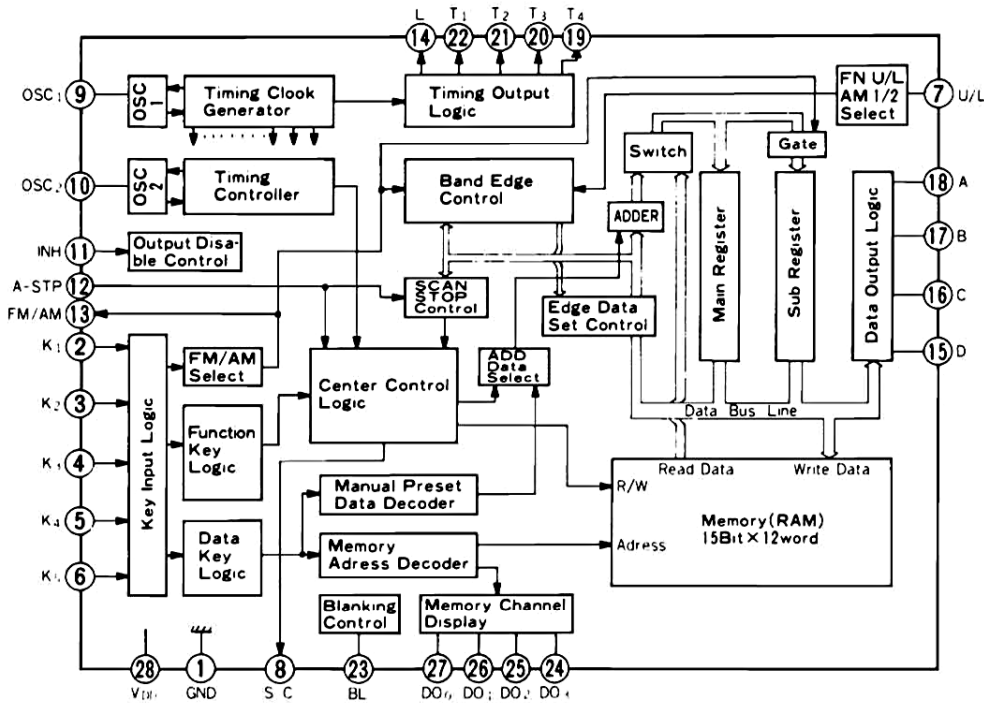 L T1 T2 T3 T4
14 22 21 20 19
OSC1 9
OSC 1
Timing Clook
Generator
Timing Output
Logic
FN U/L
AM 1/2
Select
7 U/L
Switch
Gate
OSC2 10
OSC 2
Timing
Controller
Band Edge
Control
ADDER
Main Register
Sub Register
Data Output Logic
18 A
17 B
16 C
15 D
INH 11
Output Disa-
ble Control
A-STP 12
FM/AM 13
SCAN
STOP
Control
Edge Data
Set Control
K1 2
K2 3
K3 4
K4 5
6
Key Input Logic
FM/AM
Select
Center Control
Logic
ADD
Data
Select
Function
Key
Logic
Data Bus Line
Read Data
Write Data
R/W
Memory(RAM)
15Bit×12word
Adress
Manual Preset
Data Decoder
Data
Key
Logic
Memory
Adress Decoder
Blanking
Control
Memory Channel
Display
28 1 8 23 27 26 25 24
GND S C BL